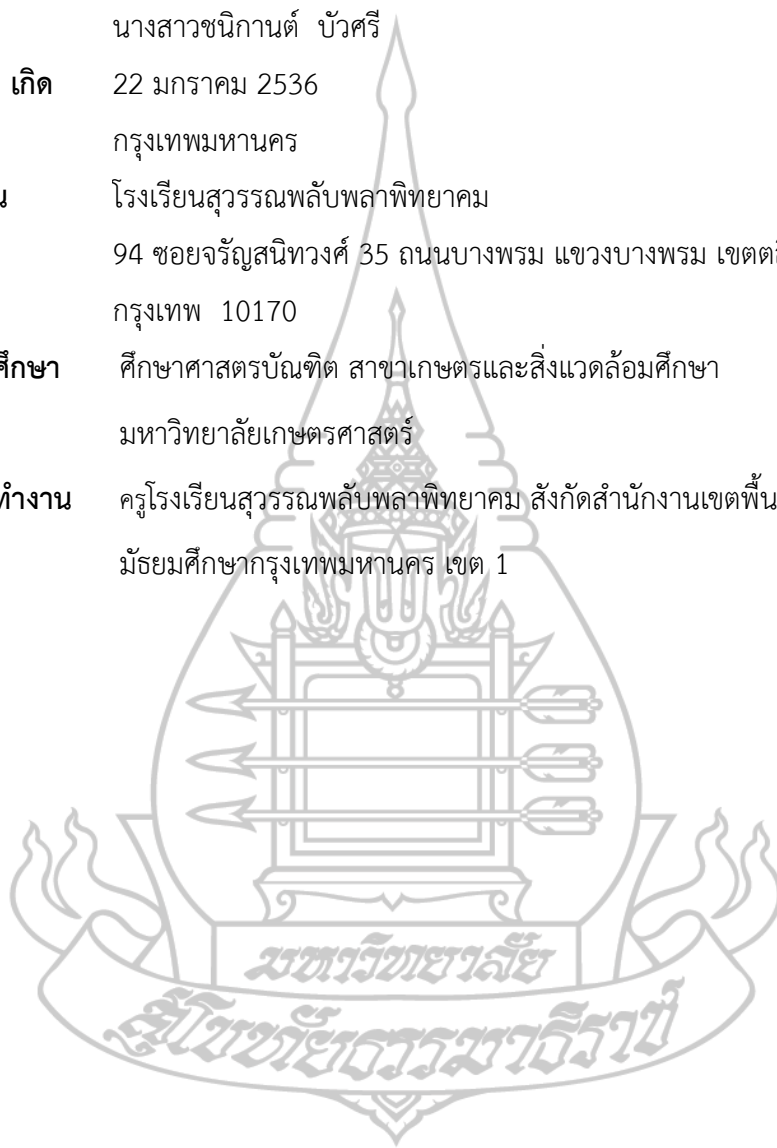 นางสาวชนิกานต์ บัวศรี
เกิด 22 มกราคม 2536
กรุงเทพมหานคร
โรงเรียนสุวรรณพลับพลาพิทยาคม
94 ซอยจรัญสนิทวงศ์ 35 ถนนบางพรม แขวงบางพรม
กรุงเทพ 10170
ศึกษาศาสตรบัณฑิต สาขาเกษตรและสิ่งแวดล้อมศึกษา
มหาวิทยาลัยเกษตรศาสตร์
ทำงาน ครูโรงเรียนสุวรรณพลับพลาพิทยาคม สังกัดสำนักงานเขตพื้น
มัธยมศึกษากรุงเทพมหานคร เขต 1
มหาวิทยาลัย
สุโขทัยธรรมาธิราช